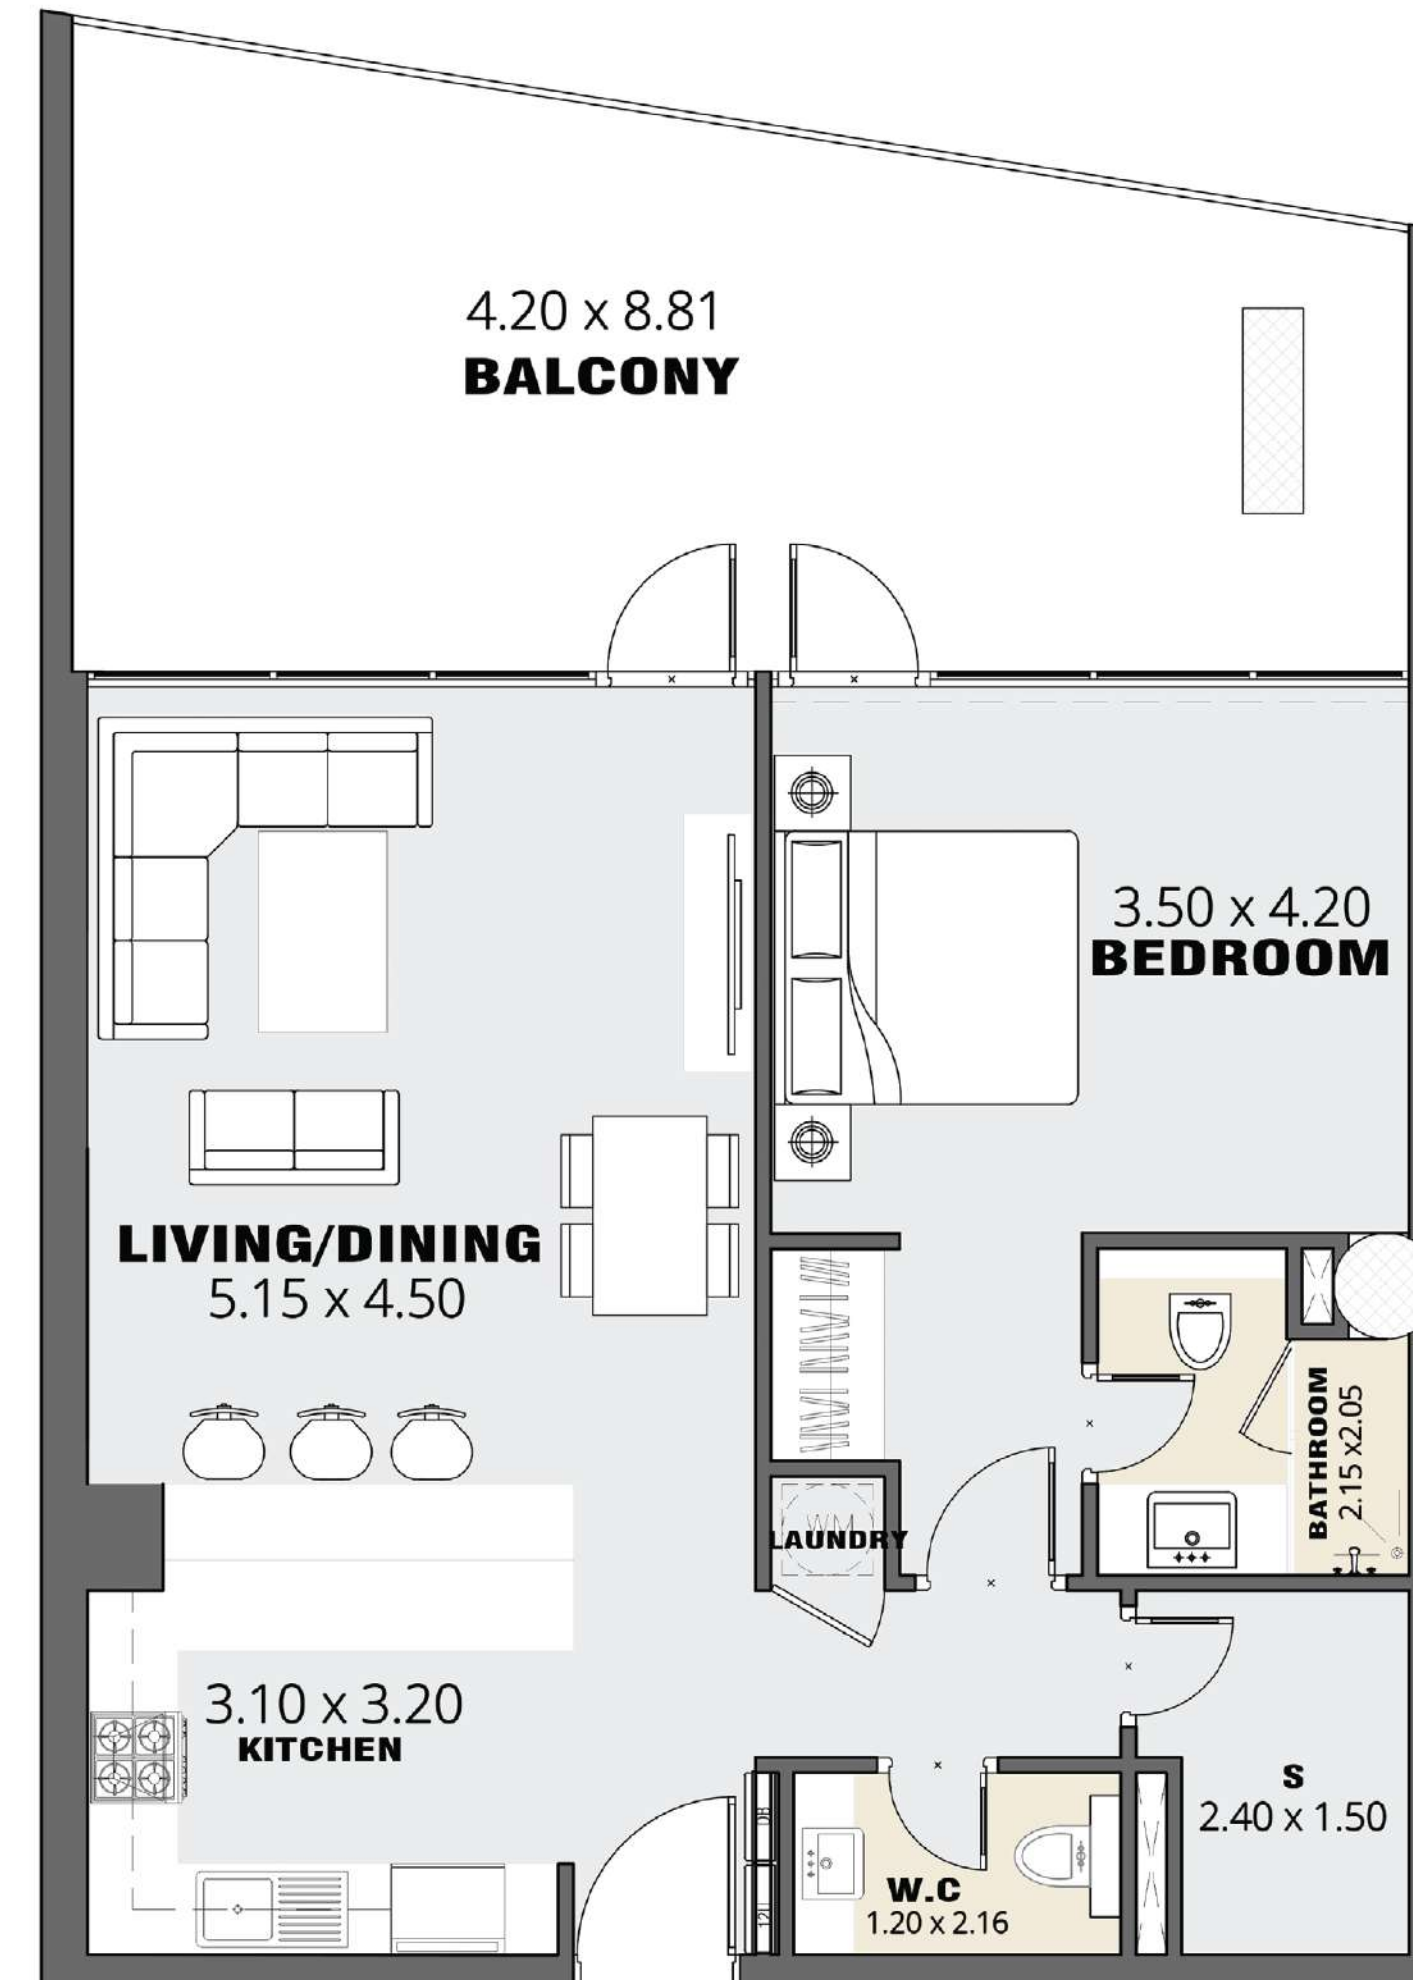 4.20 x 8.81
BALCONY
3.50 x 4.20
BEDROOM
LIVING/DINING
5.15 x 4.50
BATHROOM
2.15 x2.05
WM
LAUNDRY
3.10 x 3.20
KITCHEN
S
2.40 x 1.50
DB
W.C
1.20 x 2.16